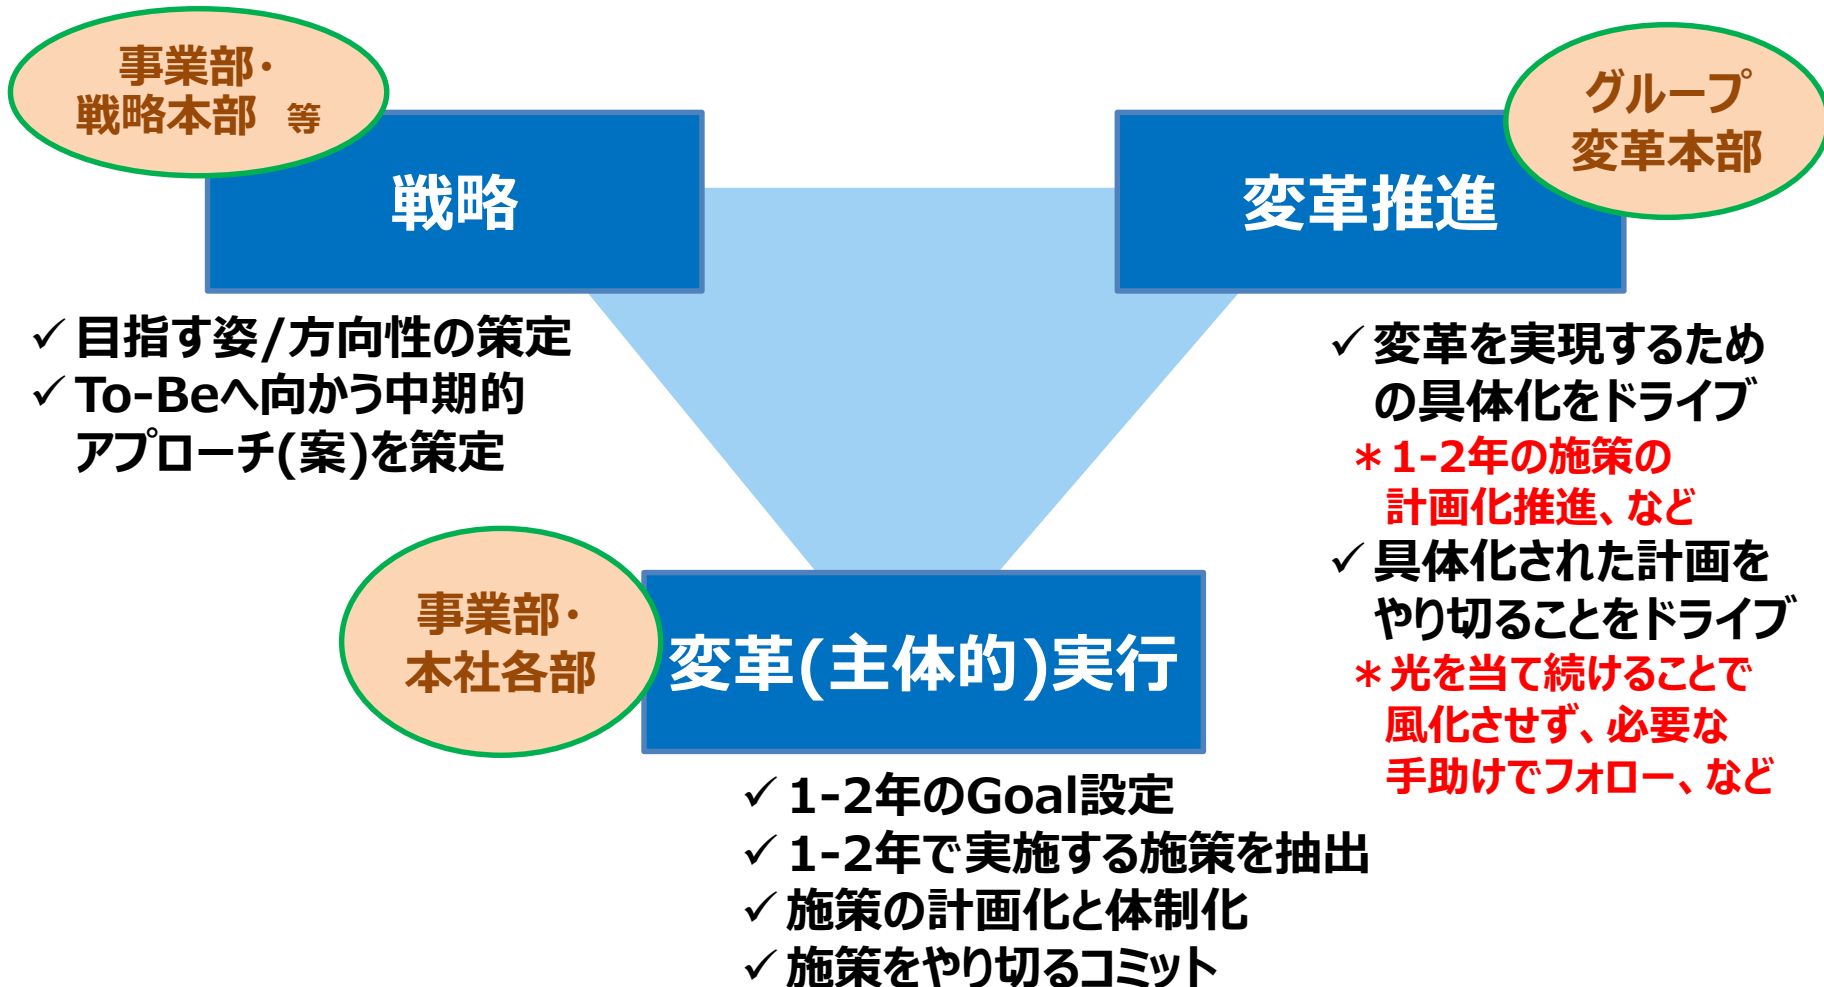 事業部・
戦略本部 等
戦略
✓目指す姿/方向性の策定
✓To-Beへ向かう中期的
アプローチ(案)を策定
グループ
変革本部
変革推進
✓変革を実現するため
の具体化をドライブ
＊1-2年の施策の
計画化推進、など
✓具体化された計画を
やり切ることをドライブ
＊光を当て続けることで
風化させず、必要な
手助けでフォロー、など
事業部・
本社各部
変革(主体的)実行
✓1-2年のGoal設定
✓1-2年で実施する施策を抽出
✓施策の計画化と体制化
✓施策をやり切るコミット